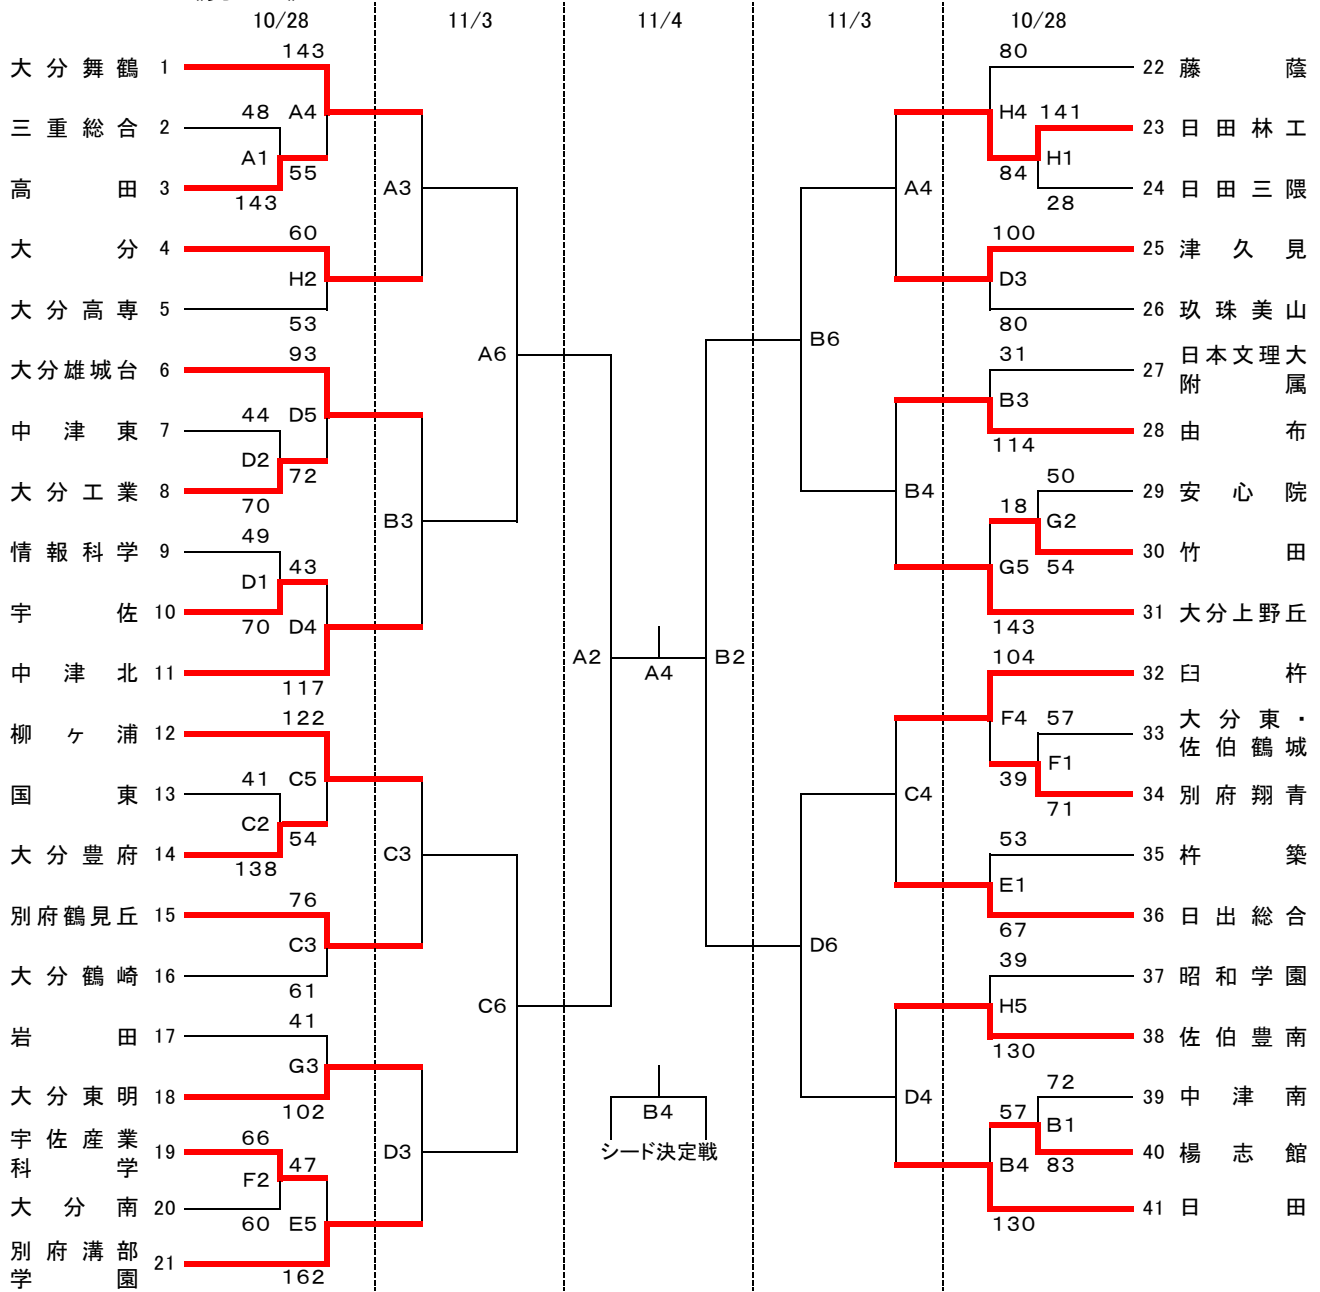 10/28 11/3 11/4 11/3 10/28
143
大分舞鶴 1
48 A4
三重総合 2
A1
55
高田 3
143
A3
60
大分 4
H2
大分高専 5
53
93
A6
大分雄城台 6
44 D5
中津東 7
D2
72
大分工業 8
70
B3
49
情報科学 9
43
D1
宇佐 10
70 D4
中津北 11
117
A2
122
柳ヶ浦 12
41 C5
国東 13
C2
54
大分豊府 14
138
C3
76
別府鶴見丘 15
C3
大分鶴崎 16
61
C6
41
岩田 17
G3
大分東明 18
102
宇佐産業
科学
19
66
47
F2
D3
大分南 20
60 E5
別府溝部
学園
21
162
A4
B4
シード決定戦
80
22 藤蔭
H4 141
23 日田林工
H1
84
24 日田三隈
28
A4
100
25 津久見
D3
26 玖珠美山
80
B6
31
27 日本文理大
附属
B3
28 由布
114
50
29 安心院
18
G2
B4
30 竹田
G5 54
31 大分上野丘
143
B2
104
32 臼杵
F4 57
33 大分東・
佐伯鶴城
F1
39
34 別府翔青
71
C4
53
35 杵築
E1
36 日出総合
67
D6
39
37 昭和学園
H5
38 佐伯豊南
130
72
39 中津南
57
B1
D4
40 楊志館
B4 83
41 日田
130